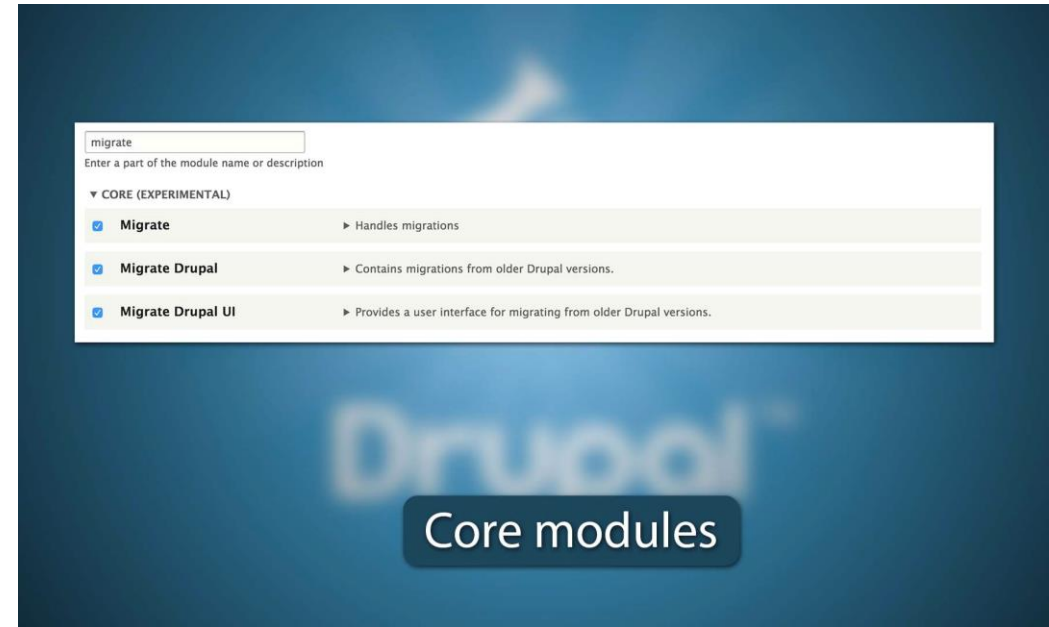 migrate
Enter a part of the module name or description
▼ CORE (EXPERIMENTAL)
Migrate ► Handles migrations
Migrate Drupal ► Contains migrations from older Drupal versions.
Migrate Drupal UI ► Provides a user interface for migrating from older Drupal versions.
Drupal™
Core modules